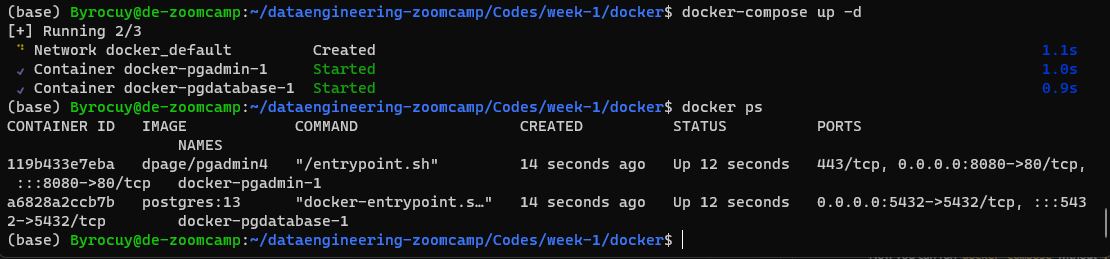 (base) Byrocuy@de-zoomcamp:~/dataengineering-zoomcamp/Codes/week-1/docker$ docker-compose up -d
[+] Running 2/3
⠙ Network docker_default          Created          1.1s
✓ Container docker-pgadmin-1      Started          1.0s
✓ Container docker-pgdatabase-1  Started          0.9s
(base) Byrocuy@de-zoomcamp:~/dataengineering-zoomcamp/Codes/week-1/docker$ docker ps
CONTAINER ID   IMAGE            COMMAND                  CREATED          STATUS          PORTS
                     NAMES
119b433e7eba   dpage/pgadmin4   "/entrypoint.sh"         14 seconds ago   Up 12 seconds   443/tcp, 0.0.0.0:8080->80/tcp,
 :::8080->80/tcp   docker-pgadmin-1
a6828a2ccb7b   postgres:13      "docker-entrypoint.s…"   14 seconds ago   Up 12 seconds   0.0.0.0:5432->5432/tcp, :::543
2->5432/tcp        docker-pgdatabase-1
(base) Byrocuy@de-zoomcamp:~/dataengineering-zoomcamp/Codes/week-1/docker$